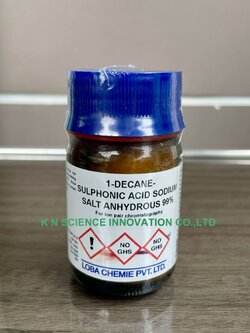 1-DECANE-
SULPHONIC ACID SODIUM
SALT ANHYDROUS 99%
K N SCIENCE INNOVATION CO.,LTD
For ion pair chromatography
!
NO
GHS
NO
GHS
LOBA CHEMIE PVT. LTD.